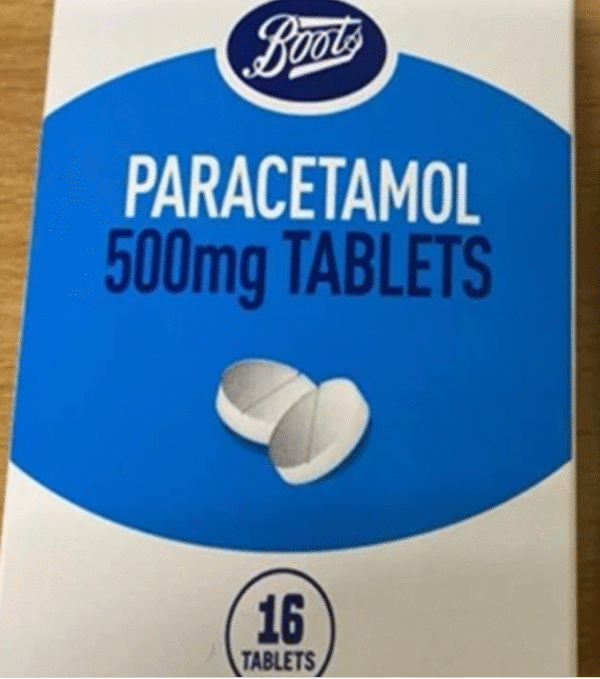 Boots
PARACETAMOL
500mg TABLETS
16
TABLETS